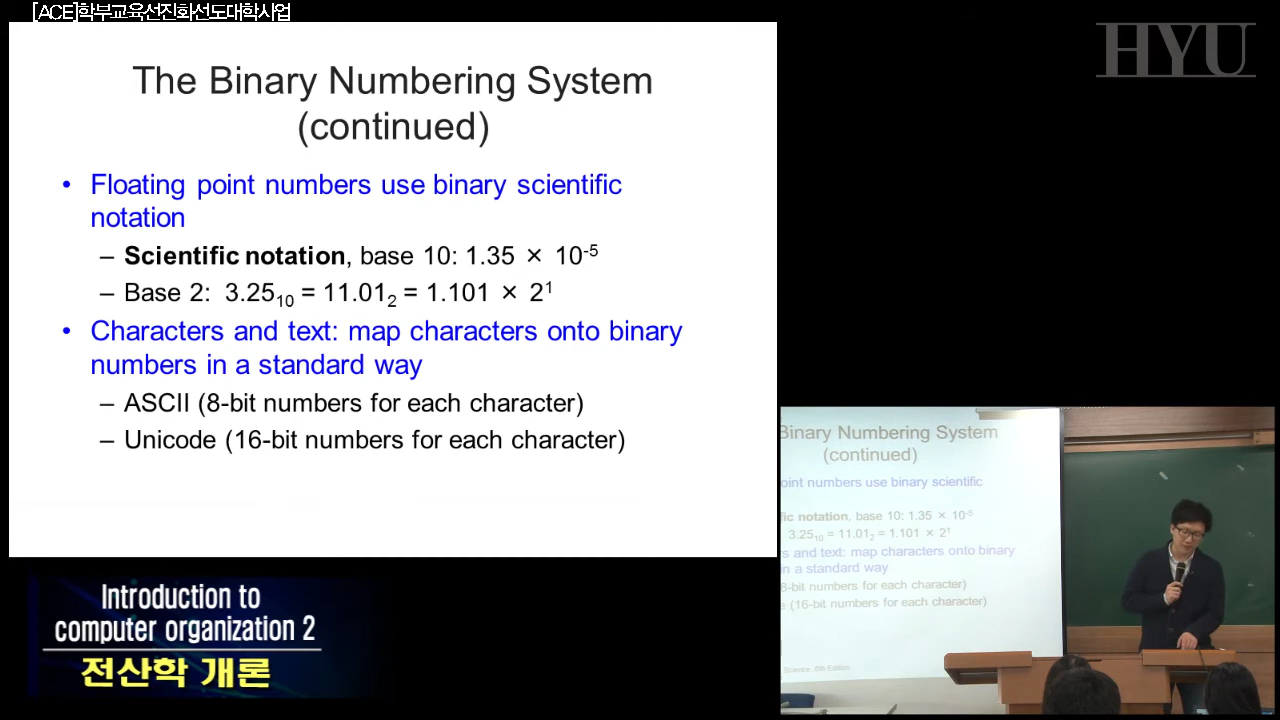 [ACE]학부교육선진화선도대학사업
HYU
The Binary Numbering System
(continued)
• Floating point numbers use binary scientific
notation
– Scientific notation, base 10: 1.35 × 10⁻⁵
– Base 2: 3.25₁₀ = 11.01₂ = 1.101 × 2¹
• Characters and text: map characters onto binary
numbers in a standard way
– ASCII (8-bit numbers for each character)
– Unicode (16-bit numbers for each character)
Binary Numbering System
(continued)
oint numbers use binary scientific
fic notation, base 10: 1.35 × 10⁻⁵
3.25₁₀ = 11.01₂ = 1.101 × 2¹
s and text: map characters onto binary
n a standard way
8-bit numbers for each character)
e (16-bit numbers for each character)
Science, 6th Edition
Introduction to
computer organization 2
전산학 개론